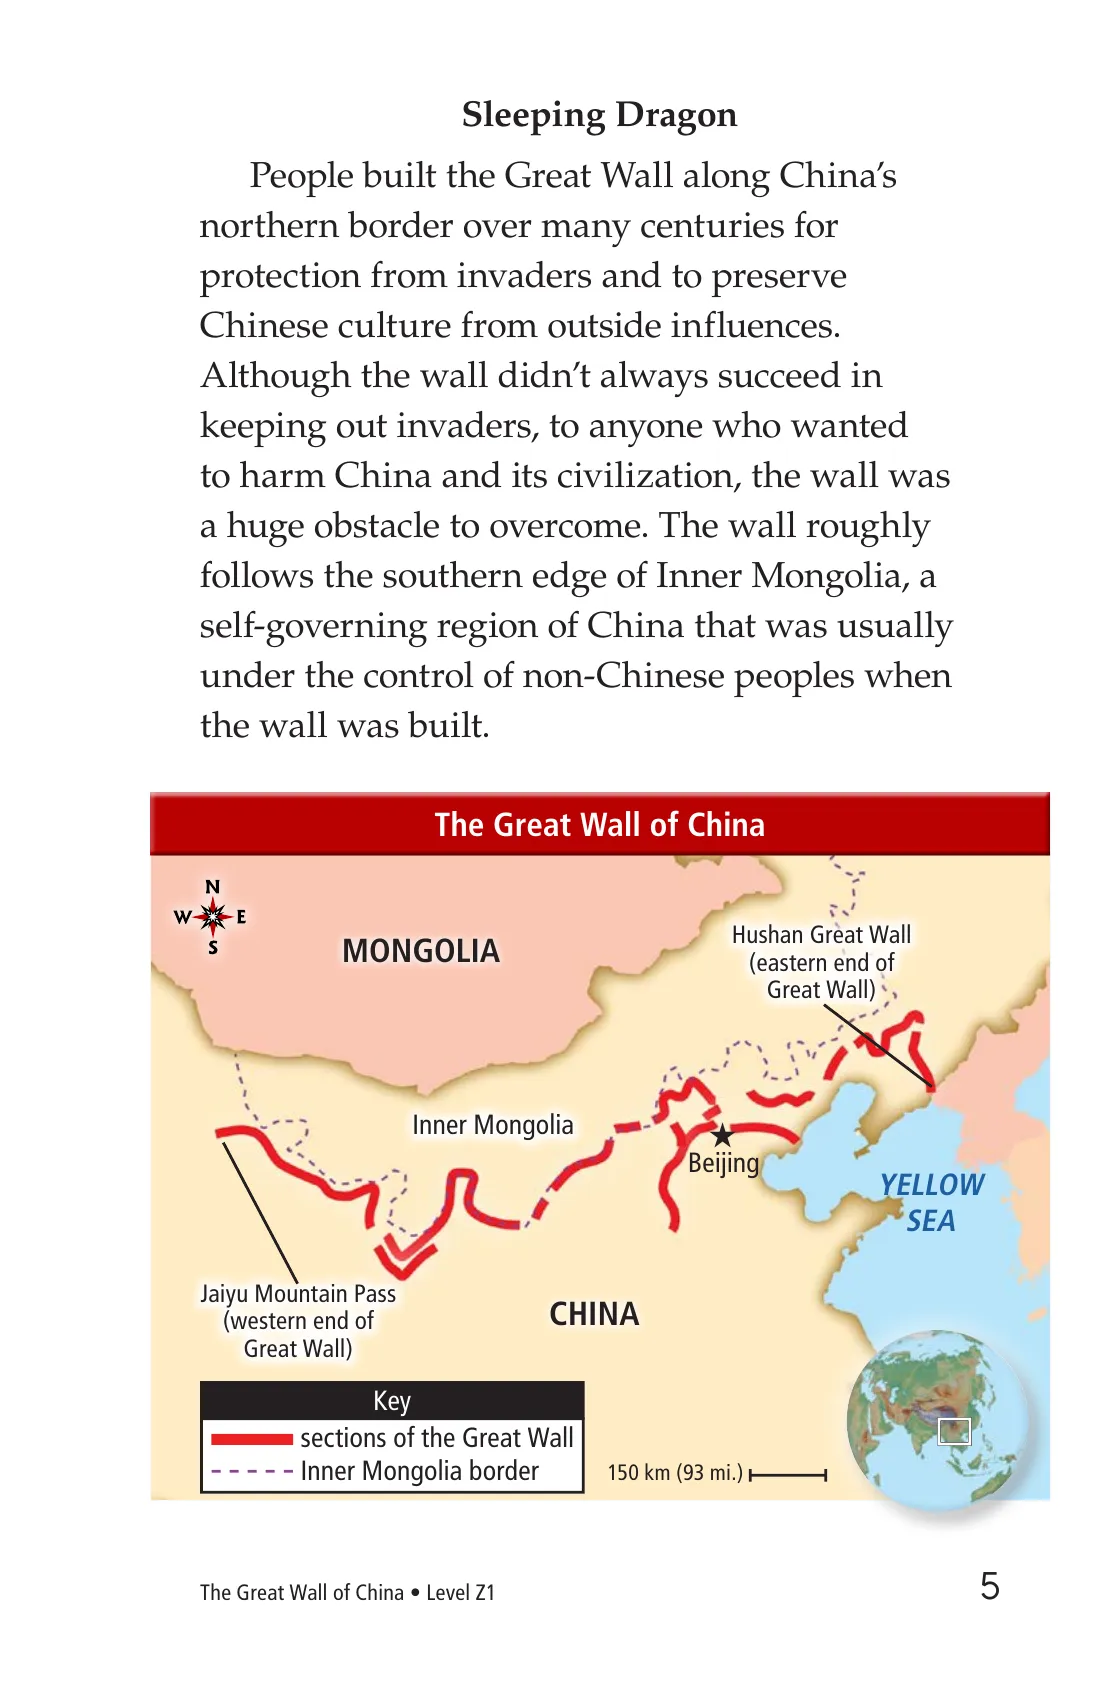 Sleeping Dragon
People built the Great Wall along China’s
northern border over many centuries for
protection from invaders and to preserve
Chinese culture from outside influences.
Although the wall didn’t always succeed in
keeping out invaders, to anyone who wanted
to harm China and its civilization, the wall was
a huge obstacle to overcome. The wall roughly
follows the southern edge of Inner Mongolia, a
self-governing region of China that was usually
under the control of non-Chinese peoples when
the wall was built.
The Great Wall of China
N
W E
S
MONGOLIA
Hushan Great Wall
(eastern end of
Great Wall)
Inner Mongolia
Beijing
YELLOW
SEA
Jaiyu Mountain Pass
(western end of
Great Wall)
CHINA
Key
sections of the Great Wall
Inner Mongolia border
150 km (93 mi.)
The Great Wall of China • Level Z1
5